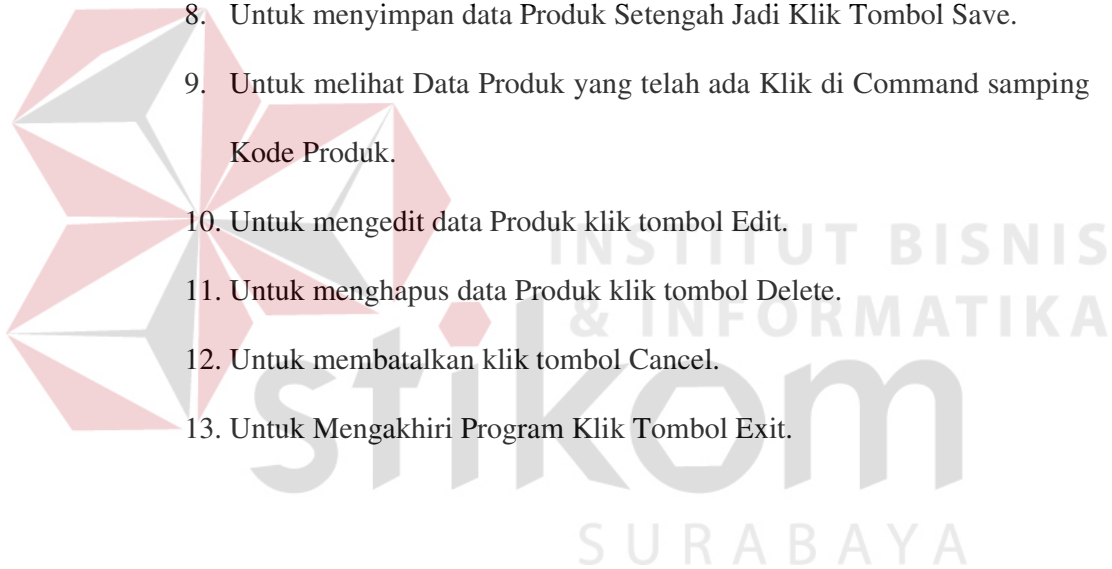 8. Untuk menyimpan data Produk Setengah Jadi Klik Tombol Save.
9. Untuk melihat Data Produk yang telah ada Klik di Command samping
Kode Produk.
10. Untuk mengedit data Produk klik tombol Edit.
11. Untuk menghapus data Produk klik tombol Delete.
12. Untuk membatalkan klik tombol Cancel.
13. Untuk Mengakhiri Program Klik Tombol Exit.
INSTITUT BISNIS
& INFORMATIKA
stikom
SURABAYA